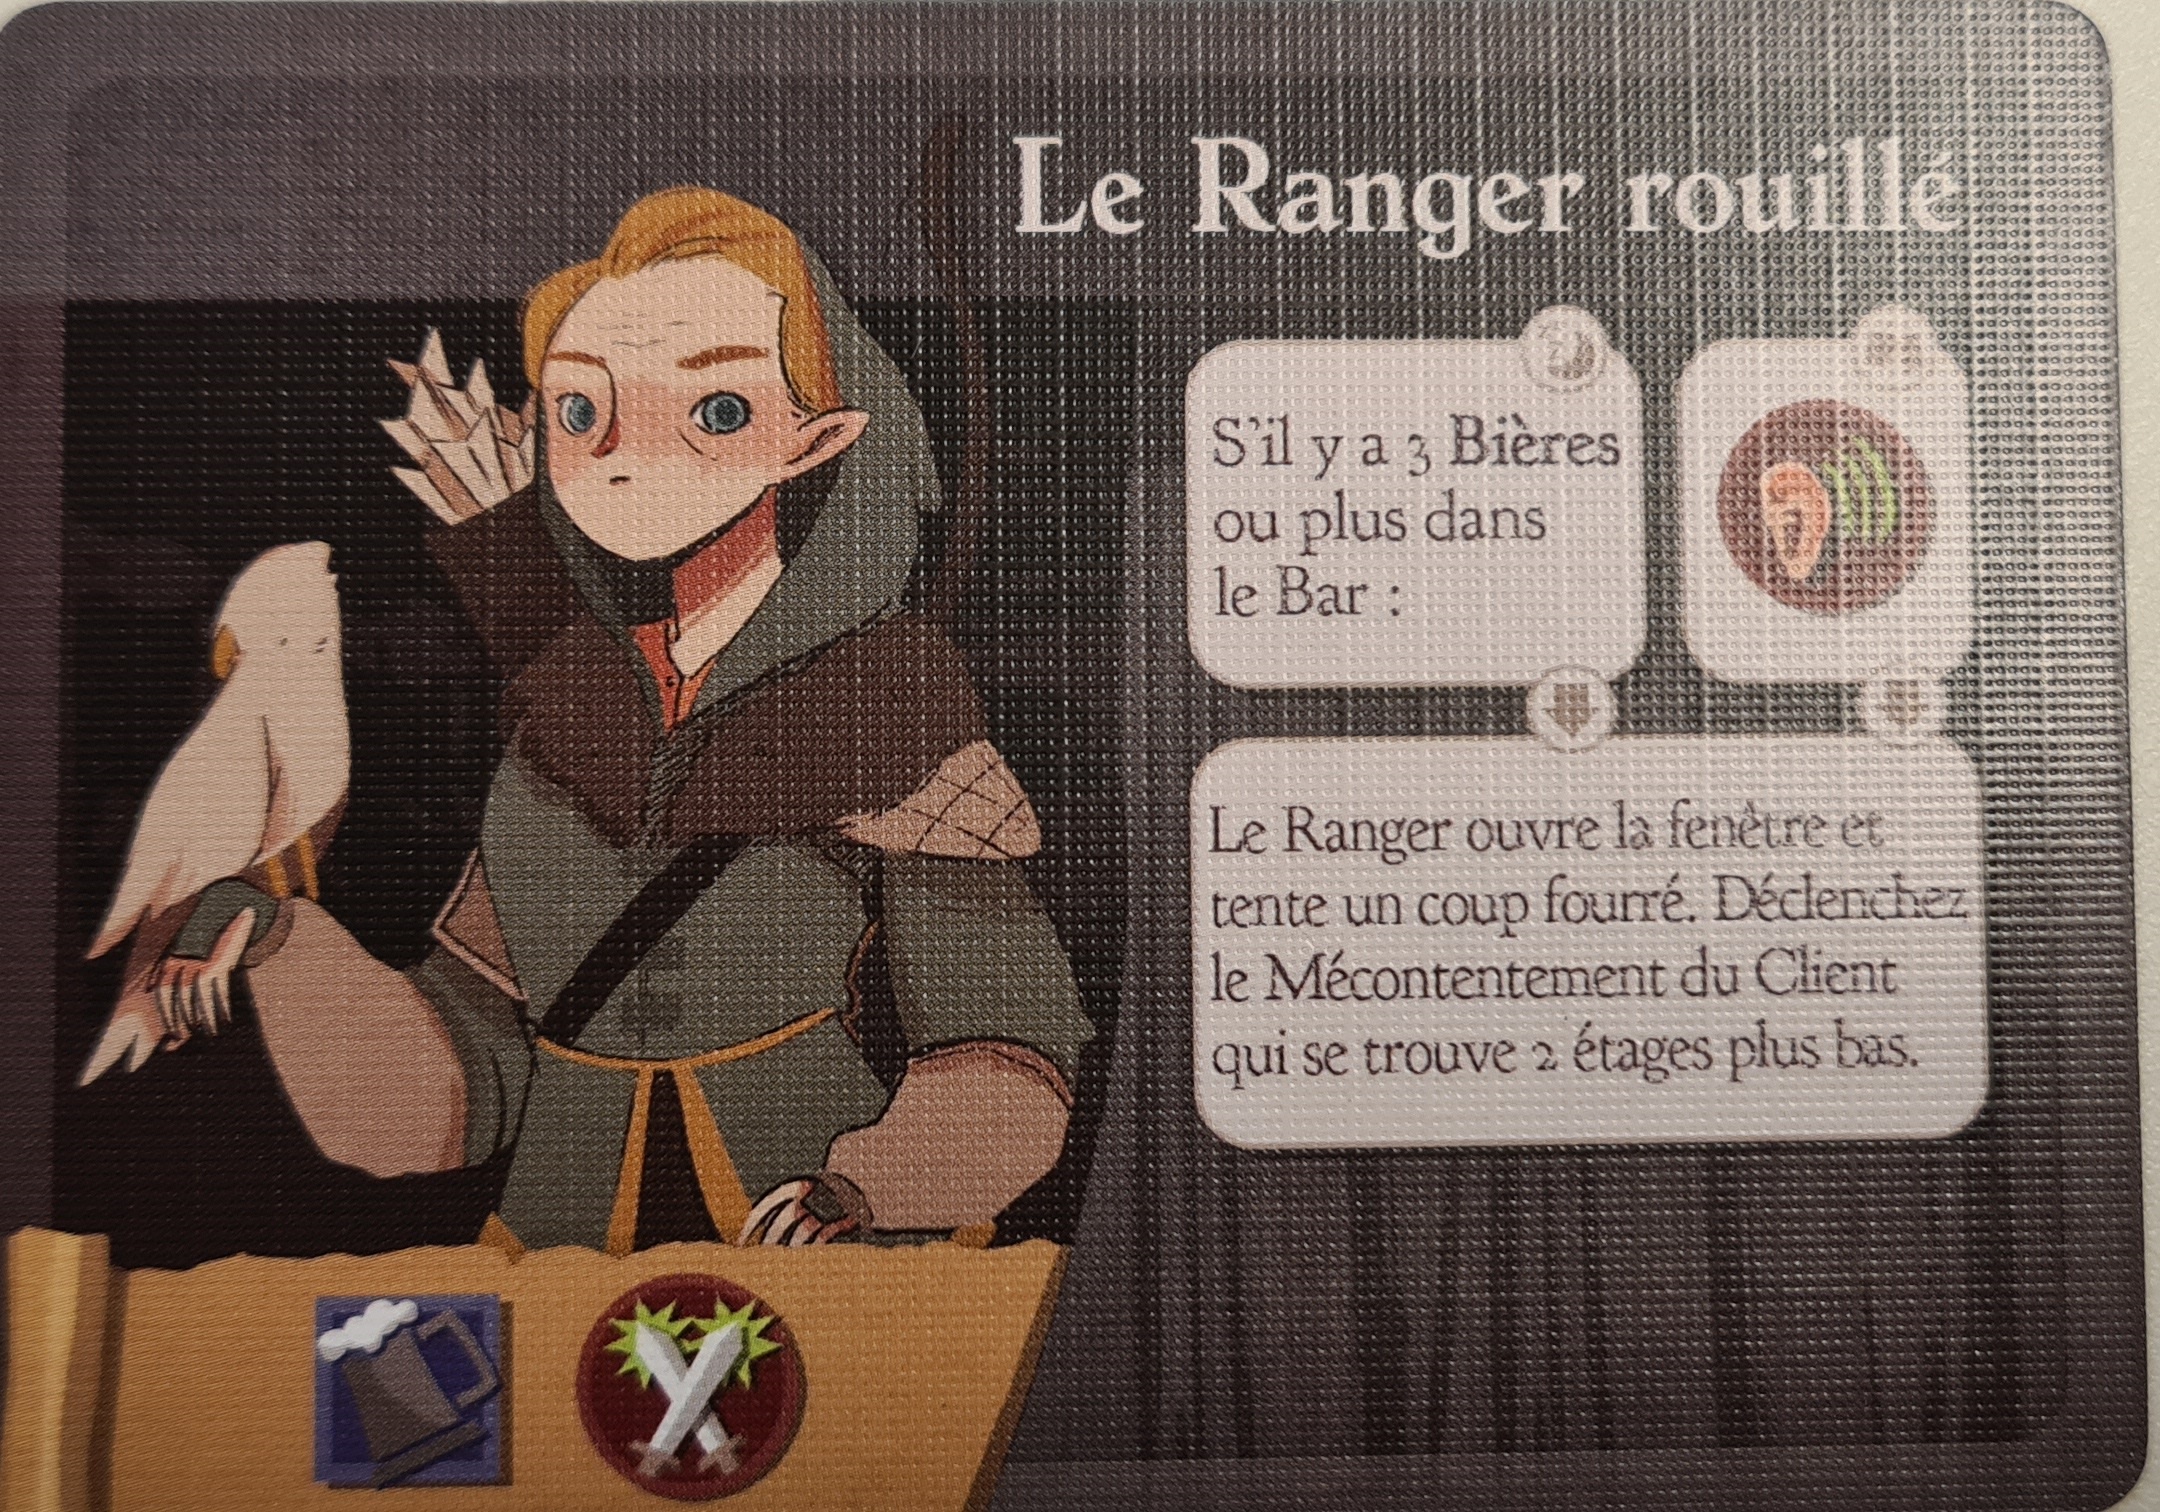 Le Ranger rouillé
S'il y a 3 Bières
ou plus dans
le Bar :
Le Ranger ouvre la fenêtre et
tente un coup fourré. Déclenchez
le Mécontentement du Client
qui se trouve 2 étages plus bas.